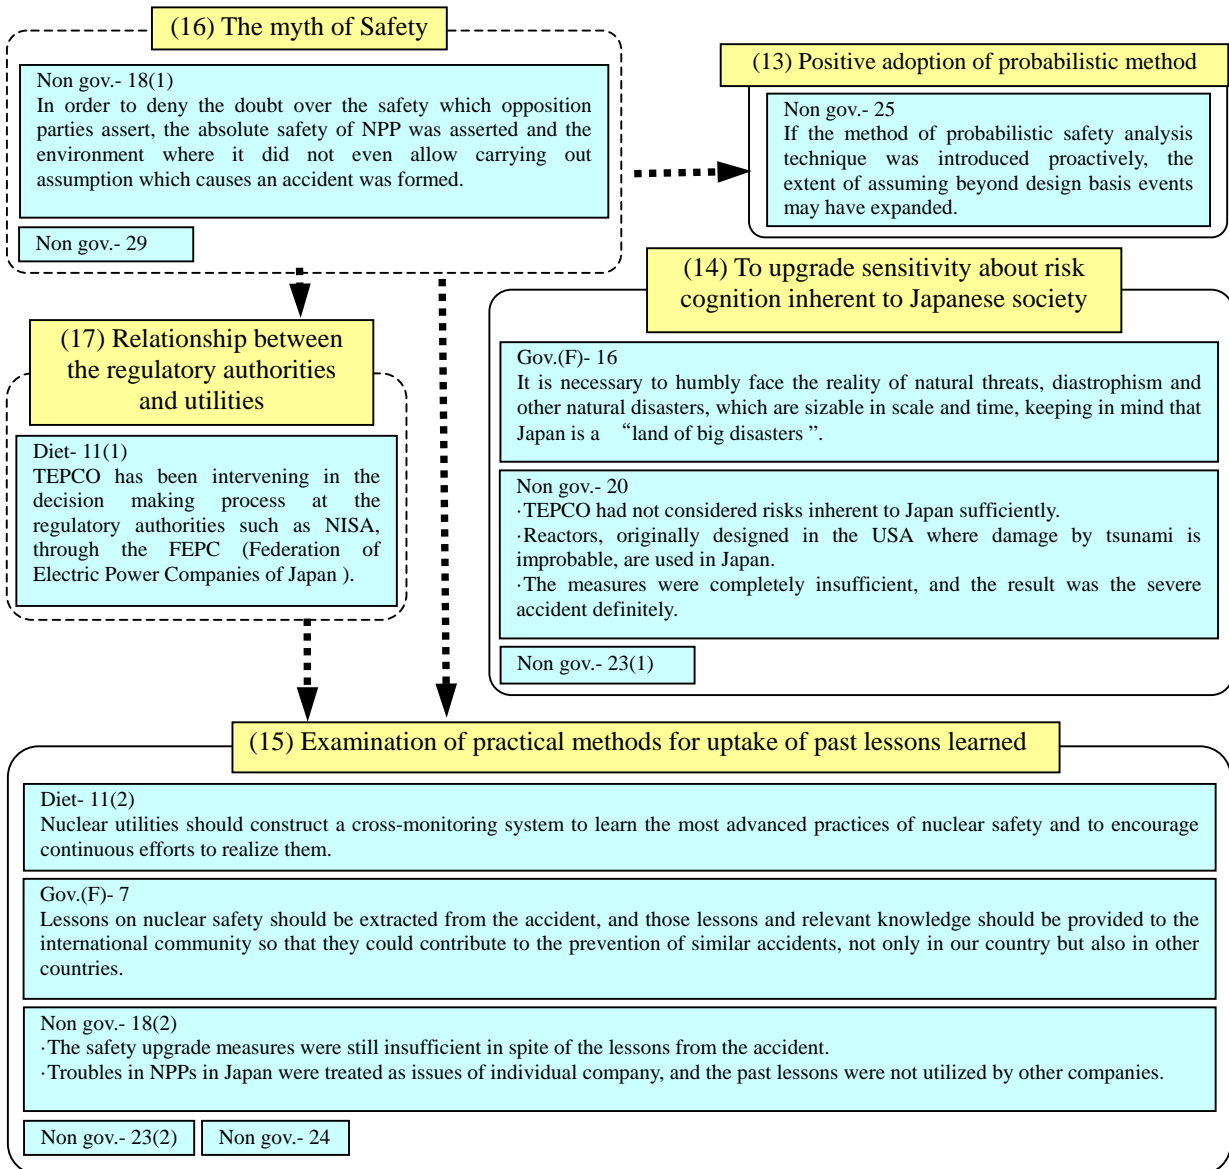 (16) The myth of Safety
Non gov.- 18(1)
In order to deny the doubt over the safety which opposition
parties assert, the absolute safety of NPP was asserted and the
environment where it did not even allow carrying out
assumption which causes an accident was formed.
Non gov.- 29
(13) Positive adoption of probabilistic method
Non gov.- 25
If the method of probabilistic safety analysis
technique was introduced proactively, the
extent of assuming beyond design basis events
may have expanded.
(17) Relationship between
the regulatory authorities
and utilities
Diet- 11(1)
TEPCO has been intervening in the
decision making process at the
regulatory authorities such as NISA,
through the FEPC (Federation of
Electric Power Companies of Japan ).
(14) To upgrade sensitivity about risk
cognition inherent to Japanese society
Gov.(F)- 16
It is necessary to humbly face the reality of natural threats, diastrophism and
other natural disasters, which are sizable in scale and time, keeping in mind that
Japan is a “land of big disasters ”.
Non gov.- 20
·TEPCO had not considered risks inherent to Japan sufficiently.
·Reactors, originally designed in the USA where damage by tsunami is
improbable, are used in Japan.
·The measures were completely insufficient, and the result was the severe
accident definitely.
Non gov.- 23(1)
(15) Examination of practical methods for uptake of past lessons learned
Diet- 11(2)
Nuclear utilities should construct a cross-monitoring system to learn the most advanced practices of nuclear safety and to encourage
continuous efforts to realize them.
Gov.(F)- 7
Lessons on nuclear safety should be extracted from the accident, and those lessons and relevant knowledge should be provided to the
international community so that they could contribute to the prevention of similar accidents, not only in our country but also in other
countries.
Non gov.- 18(2)
·The safety upgrade measures were still insufficient in spite of the lessons from the accident.
·Troubles in NPPs in Japan were treated as issues of individual company, and the past lessons were not utilized by other companies.
Non gov.- 23(2)
Non gov.- 24